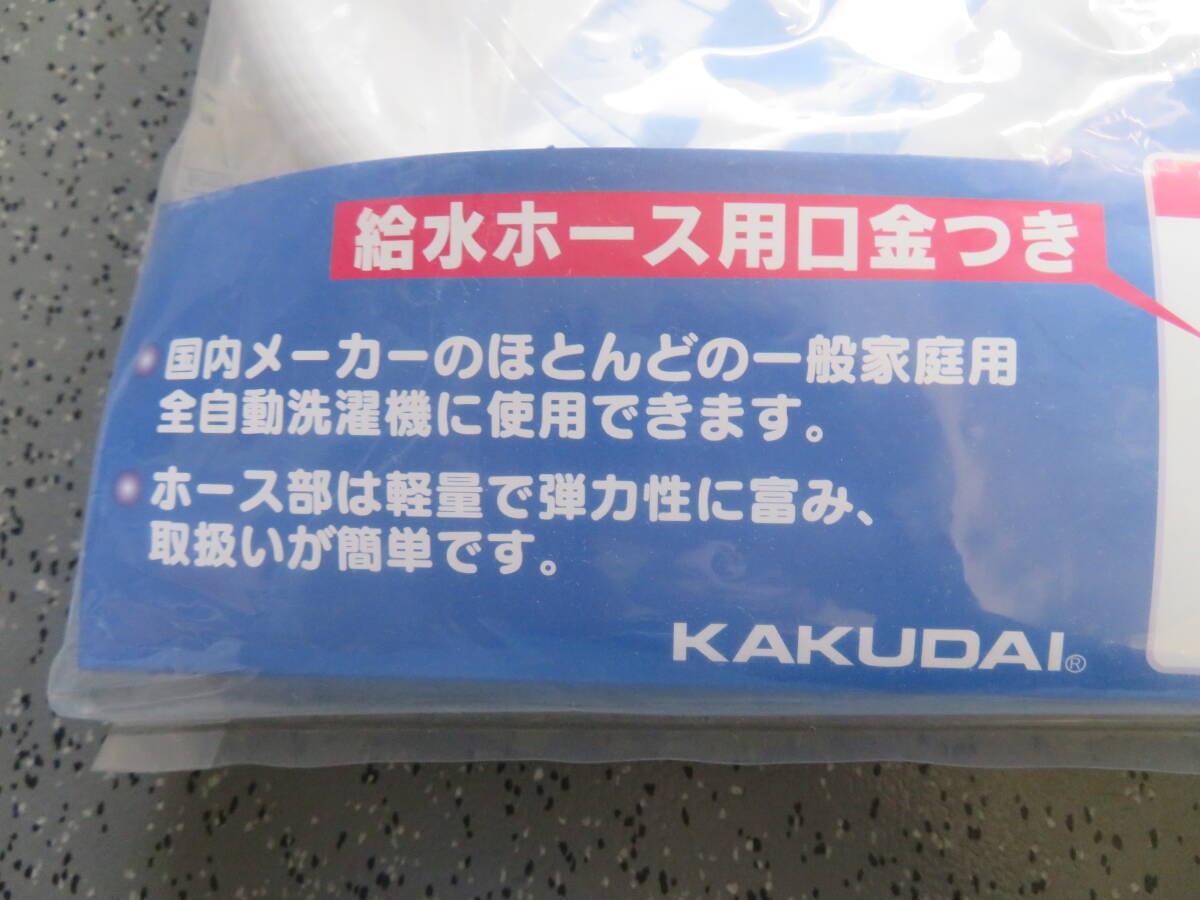 給水ホース用口金つき
国内メーカーのほとんどの一般家庭用
全自動洗濯機に使用できます。
ホース部は軽量で弾力性に富み、
取扱いが簡単です。
KAKUDAI®